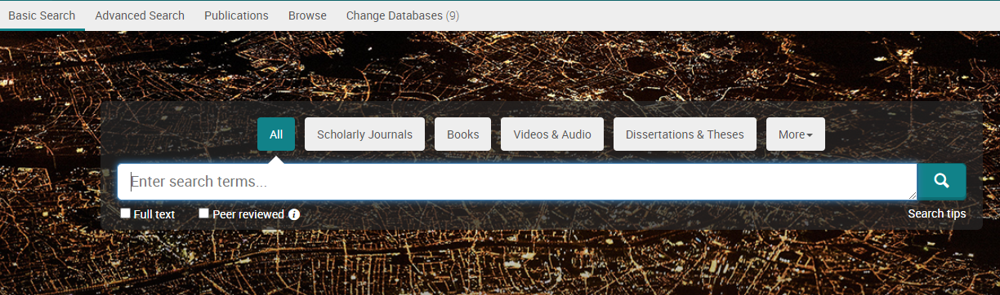 Basic Search Advanced Search Publications Browse Change Databases (9)
All Scholarly Journals Books Videos & Audio Dissertations & Theses More
Enter search terms...
Full text Peer reviewed i Search tips